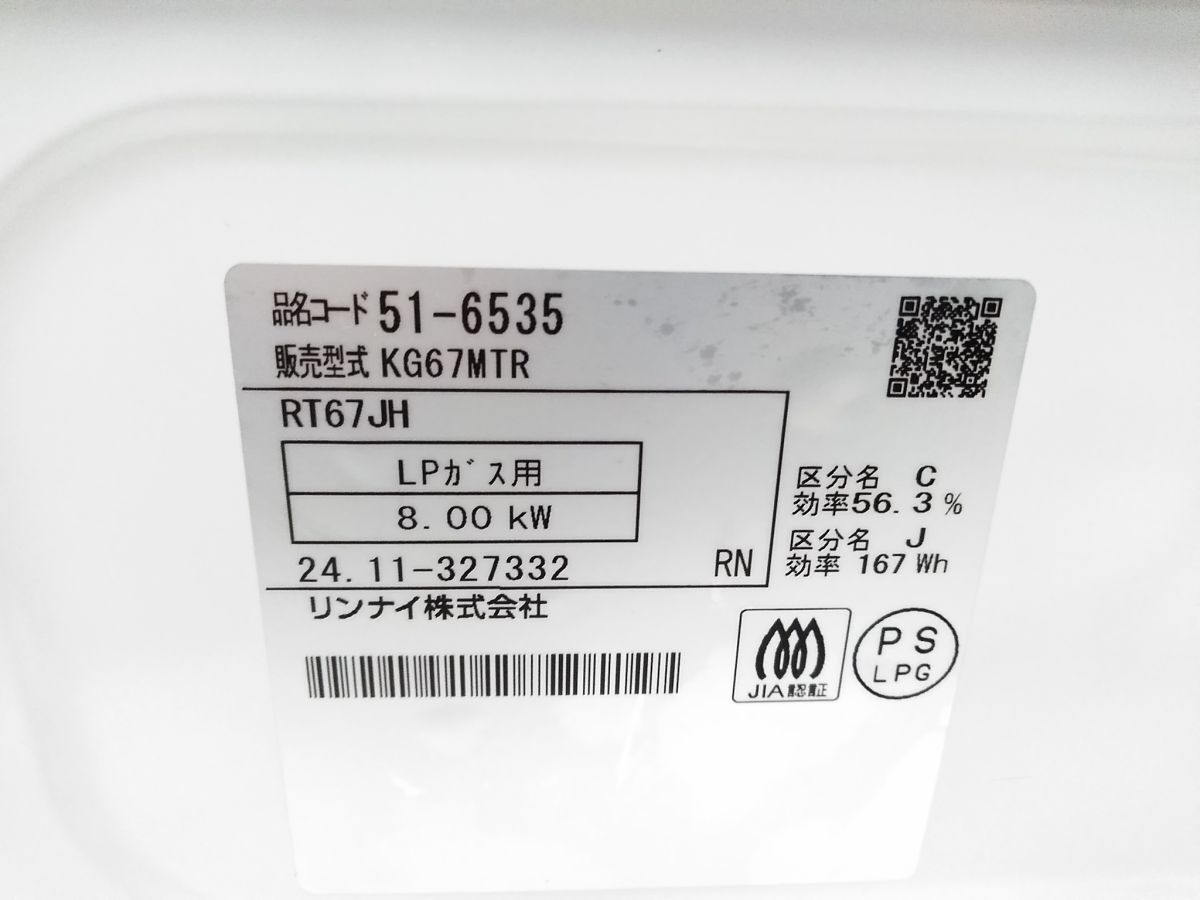 品名コード 51-6535
販売型式 KG67MTR
RT67JH
LPガス用
8.00 kW
24.11-327332 RN
リンナイ株式会社
区分名 C
効率56.3 %
区分名 J
効率 167 Wh
JIA認証
PS
LPG